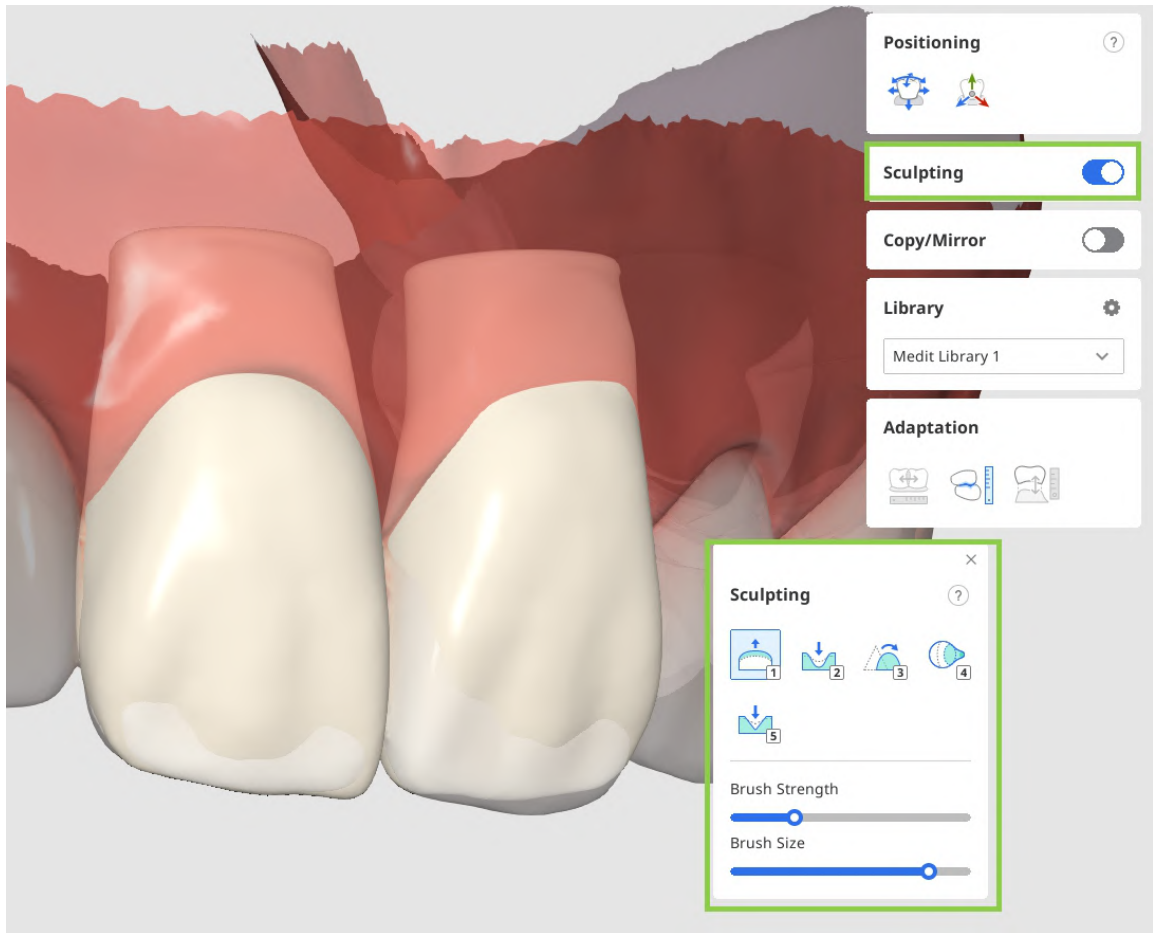 Positioning
?
Sculpting
Copy/Mirror
Library
Medit Library 1
Adaptation
Sculpting
?
1
2
3
4
5
Brush Strength
Brush Size